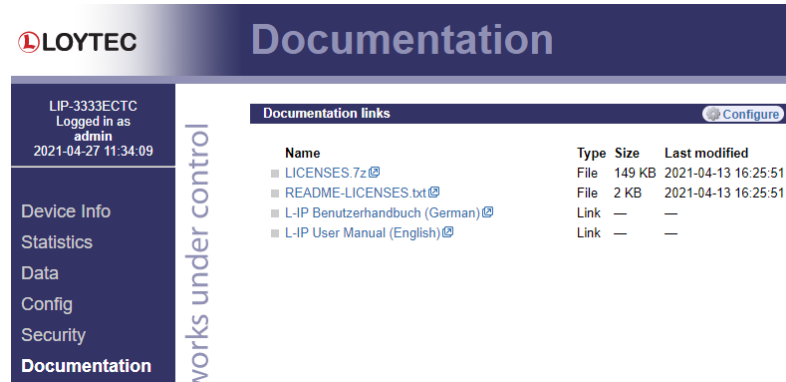 LOYTEC
Documentation
LIP-3333ECTC
Logged in as
admin
2021-04-27 11:34:09
Device Info
Statistics
Data
Config
Security
Documentation
works under control
Documentation links
Configure
Name Type Size Last modified
LICENSES.7z File 149 KB 2021-04-13 16:25:51
README-LICENSES.txt File 2 KB 2021-04-13 16:25:51
L-IP Benutzerhandbuch (German) Link — —
L-IP User Manual (English) Link — —